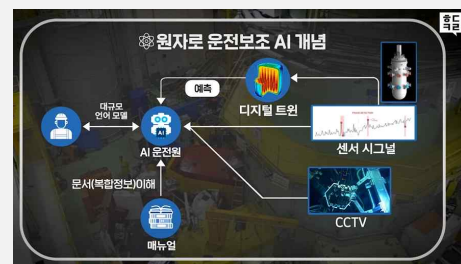 원자로 운전보조 AI 개념
예측
디지털 트윈
대규모
언어 모델
AI
AI 운전원
센서 시그널
문서(복합정보)이해
매뉴얼
CCTV